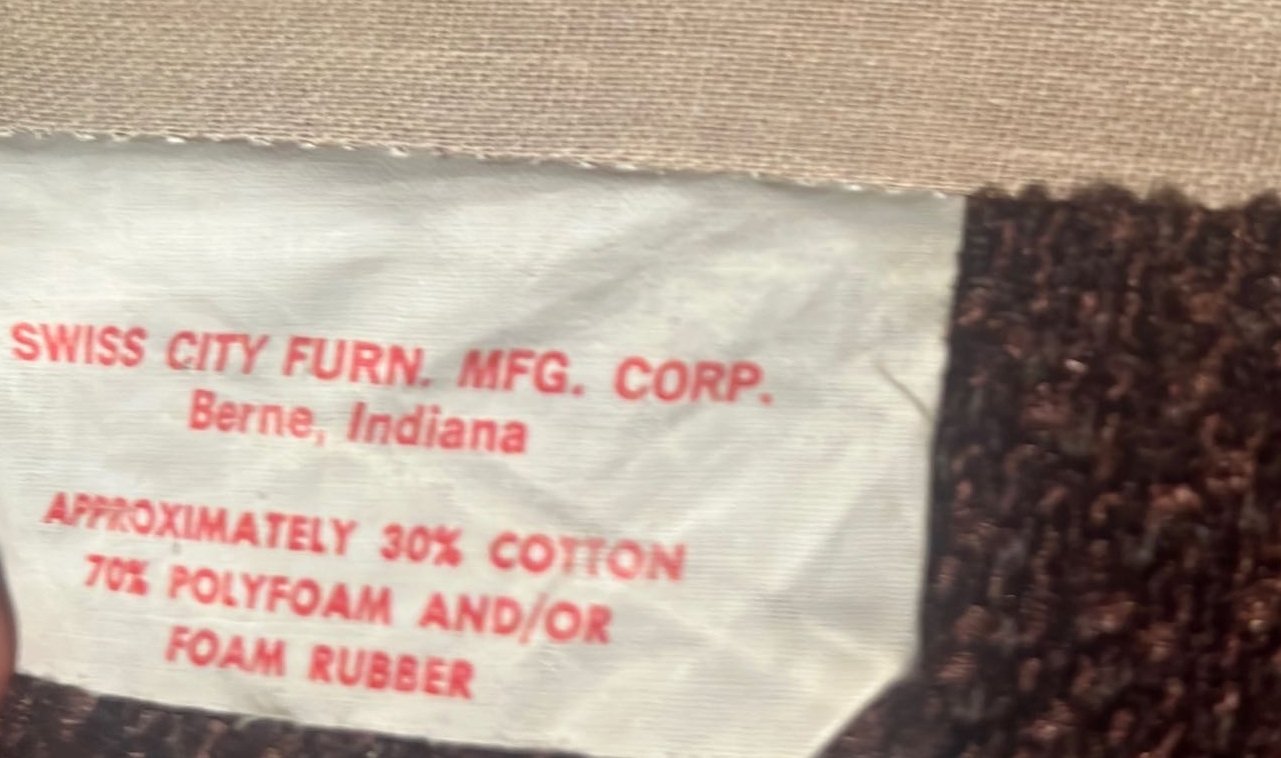 SWISS CITY FURN. MFG. CORP.
Berne, Indiana
APPROXIMATELY 30% COTTON
70% POLYFOAM AND/OR
FOAM RUBBER